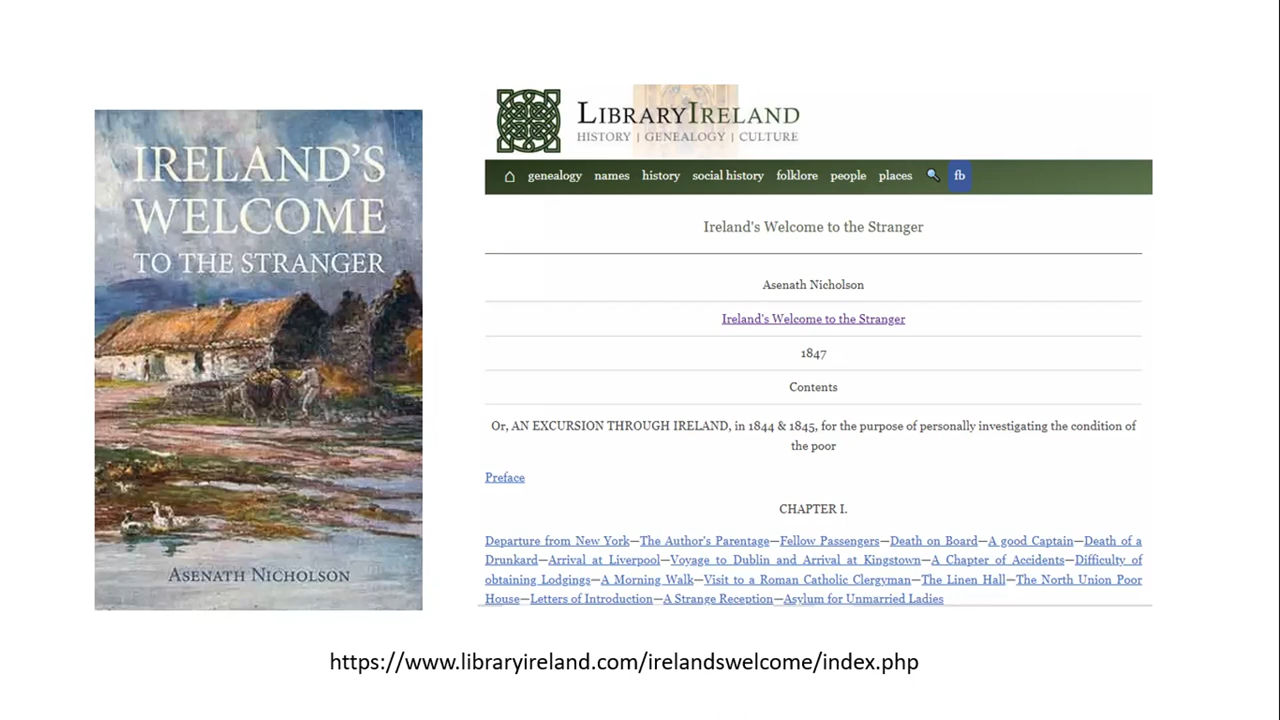 IRELAND'S
WELCOME
TO THE STRANGER
ASENATH NICHOLSON
LIBRARYIRELAND
HISTORY | GENEALOGY | CULTURE
genealogy names history social history folklore people places fb
Ireland's Welcome to the Stranger
Asenath Nicholson
Ireland's Welcome to the Stranger
1847
Contents
Or, AN EXCURSION THROUGH IRELAND, in 1844 & 1845, for the purpose of personally investigating the condition of
the poor
Preface
CHAPTER I.
Departure from New York—The Author's Parentage—Fellow Passengers—Death on Board—A good Captain—Death of a
Drunkard—Arrival at Liverpool—Voyage to Dublin and Arrival at Kingstown—A Chapter of Accidents—Difficulty of
obtaining Lodgings—A Morning Walk—Visit to a Roman Catholic Clergyman—The Linen Hall—The North Union Poor
House—Letters of Introduction—A Strange Reception—Asylum for Unmarried Ladies
https://www.libraryireland.com/irelandswelcome/index.php